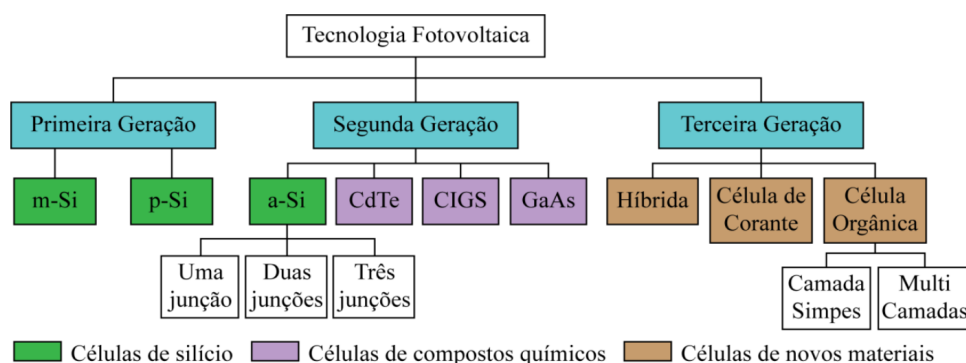 Tecnologia Fotovoltaica
Primeira Geração
Segunda Geração
Terceira Geração
m-Si
p-Si
a-Si
CdTe
CIGS
GaAs
Híbrida
Célula de
Corante
Célula
Orgânica
Uma
junção
Duas
junções
Três
junções
Camada
Simpes
Multi
Camadas
Células de silício
Células de compostos químicos
Células de novos materiais